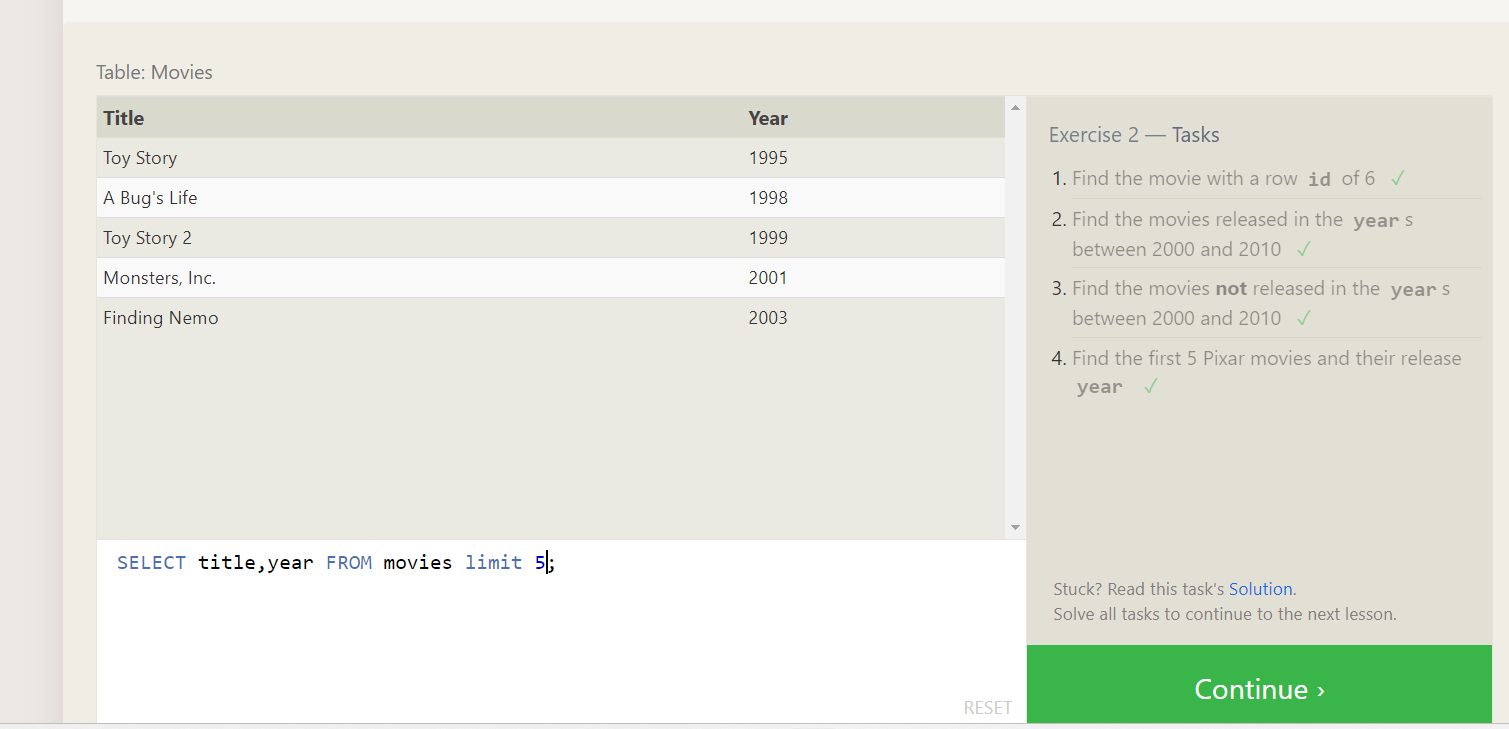 Table: Movies
Title Year
Toy Story 1995
A Bug's Life 1998
Toy Story 2 1999
Monsters, Inc. 2001
Finding Nemo 2003
SELECT title,year FROM movies limit 5;
RESET
Exercise 2 — Tasks
1. Find the movie with a row id of 6 ✓
2. Find the movies released in the year s
between 2000 and 2010 ✓
3. Find the movies not released in the year s
between 2000 and 2010 ✓
4. Find the first 5 Pixar movies and their release
year ✓
Stuck? Read this task's Solution.
Solve all tasks to continue to the next lesson.
Continue ›